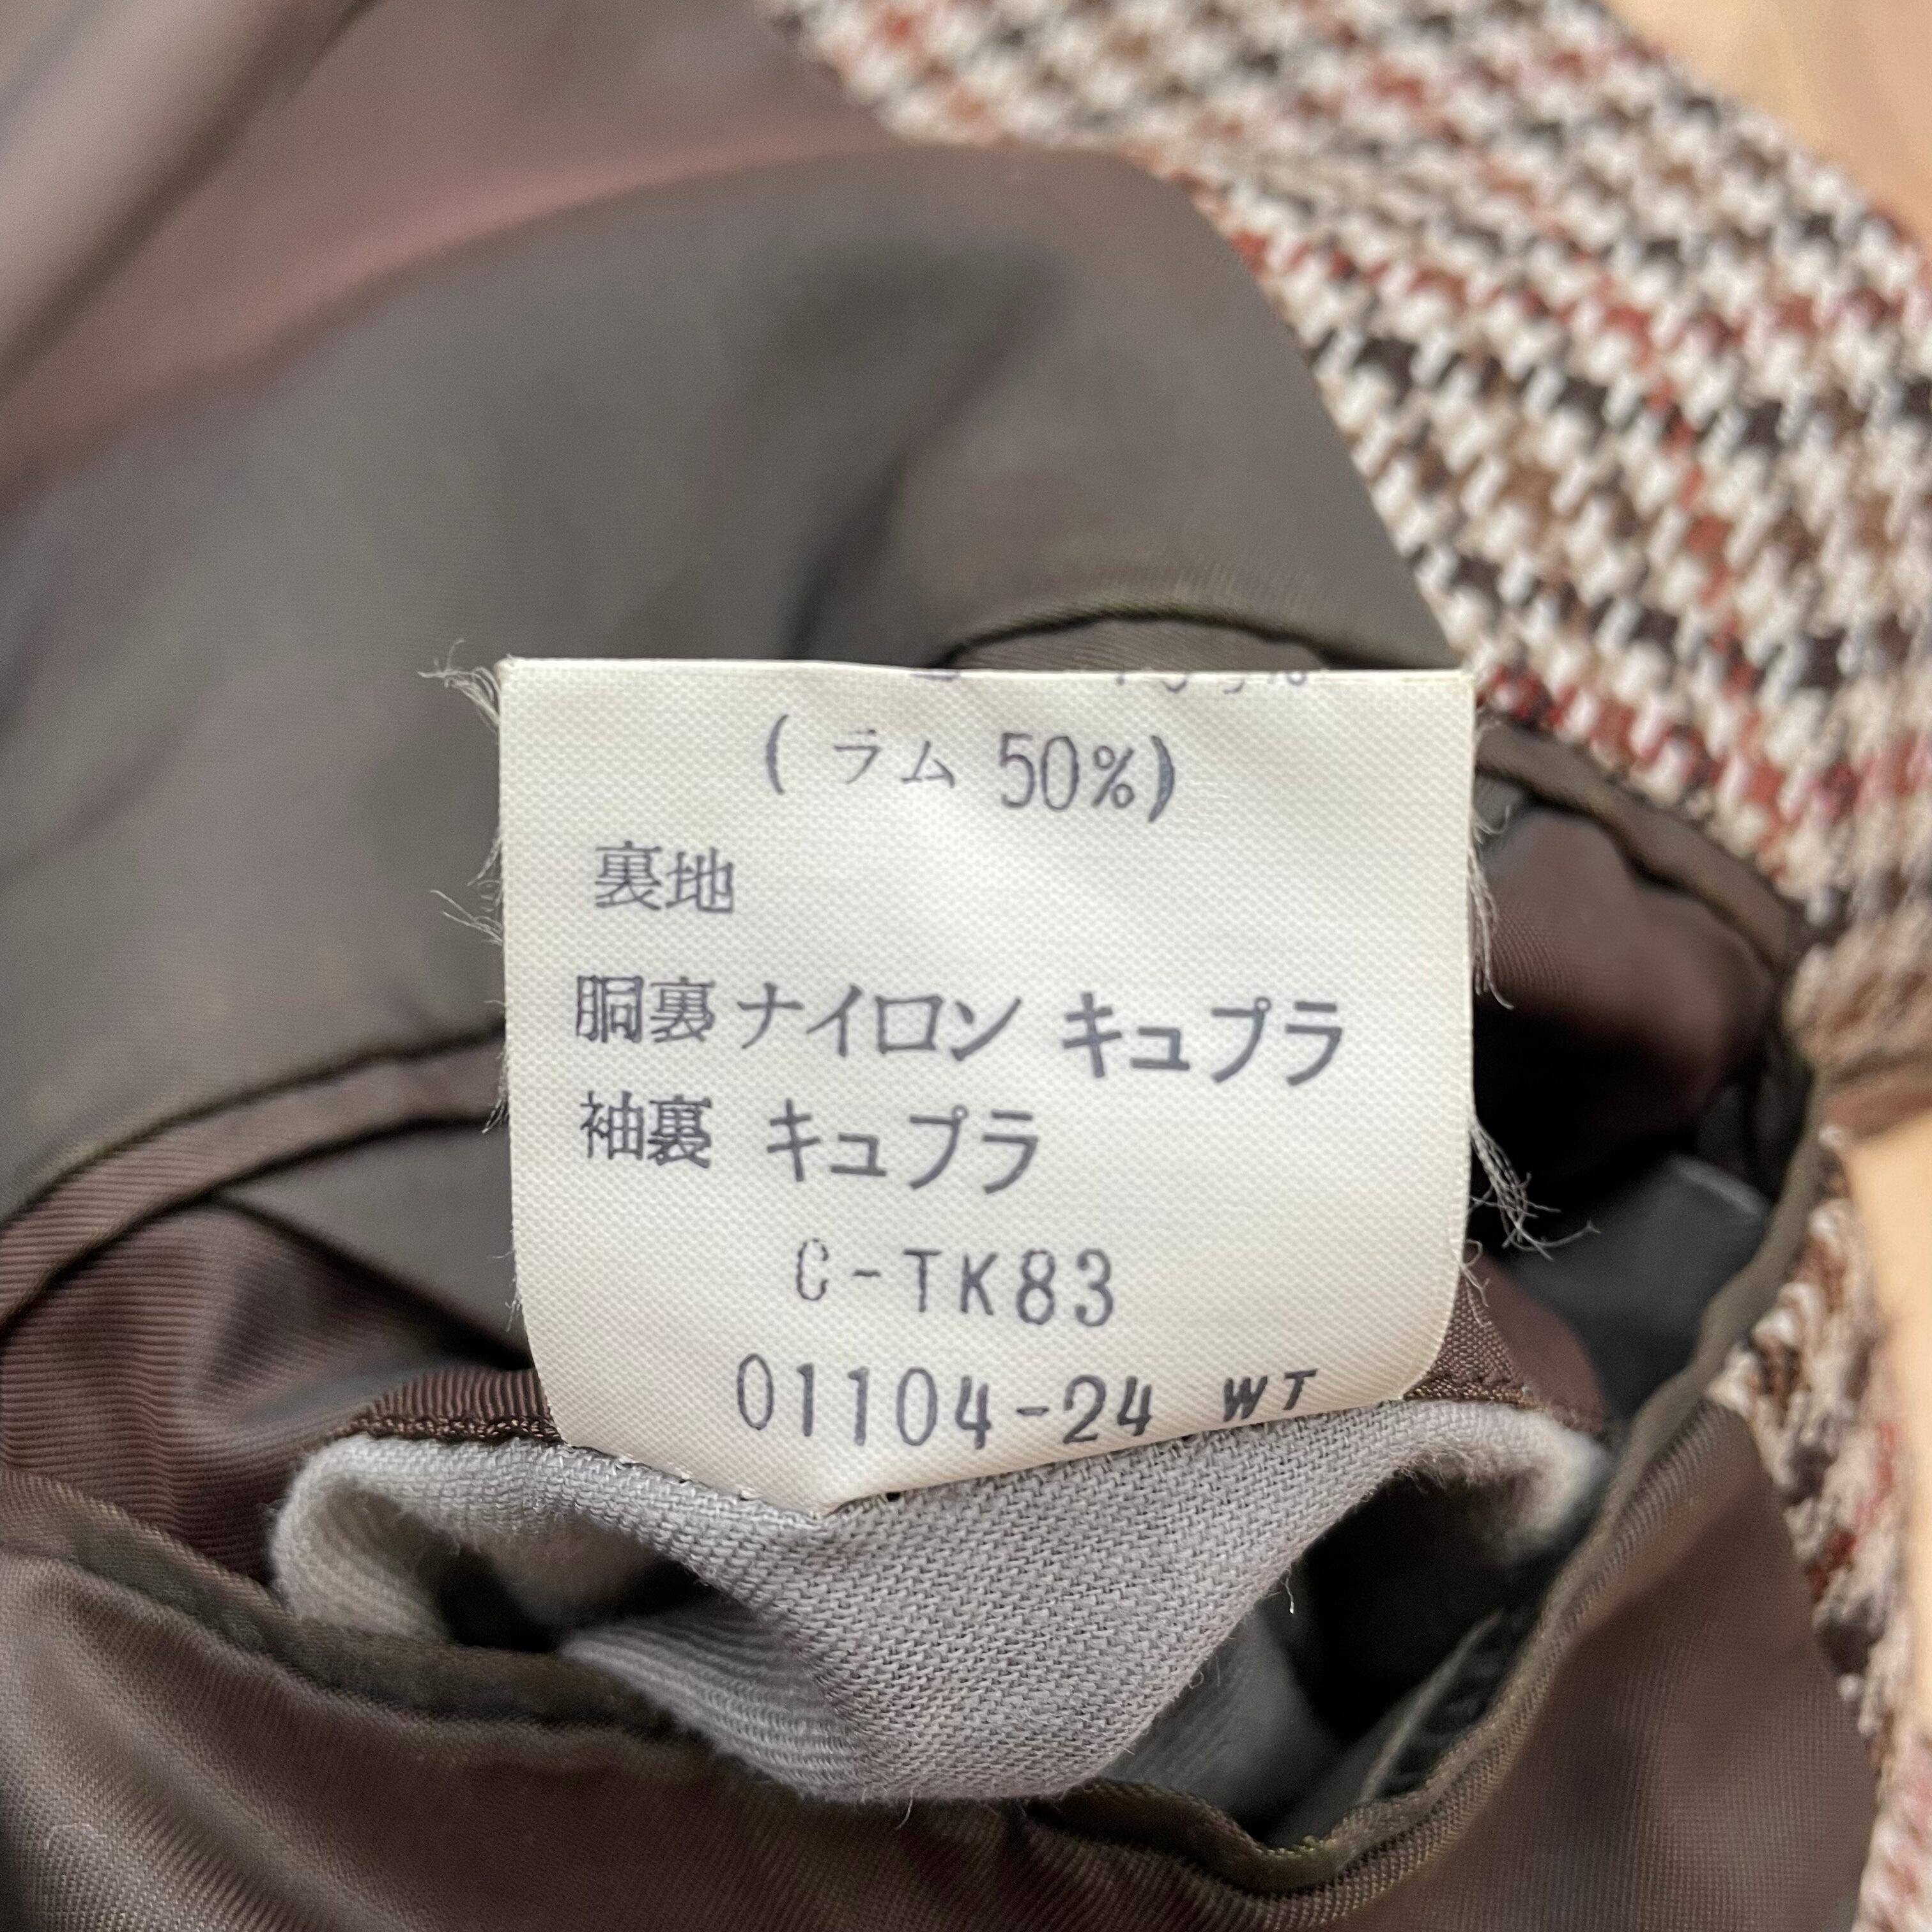 ( ラム 50%)
裏地
胴裏 ナイロン キュプラ
袖裏 キュプラ
C-TK83
01104-24 WT